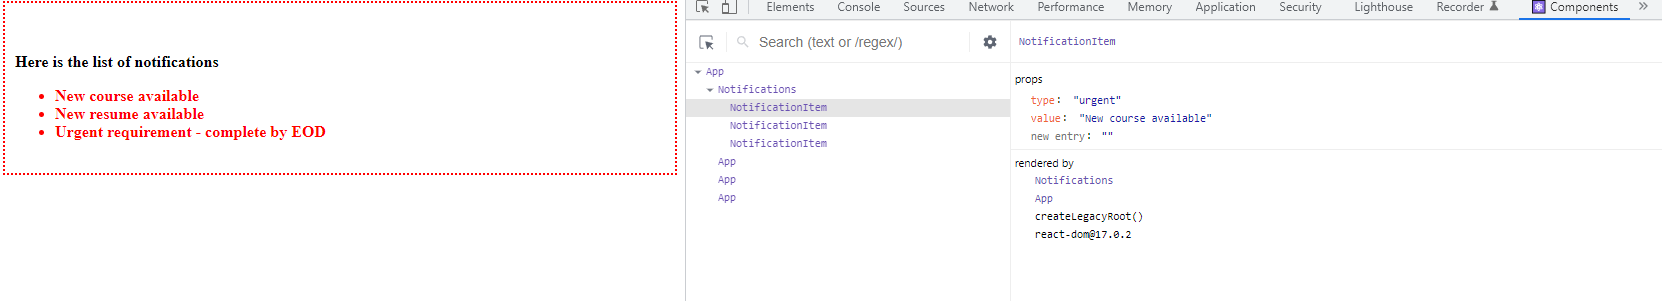 Here is the list of notifications
New course available
New resume available
Urgent requirement - complete by EOD
Elements Console Sources Network Performance Memory Application Security Lighthouse Recorder Components »
Search (text or /regex/)
App
Notifications
NotificationItem
NotificationItem
NotificationItem
App
App
App
NotificationItem
props
type: "urgent"
value: "New course available"
new entry: ""
rendered by
Notifications
App
createLegacyRoot()
react-dom@17.0.2